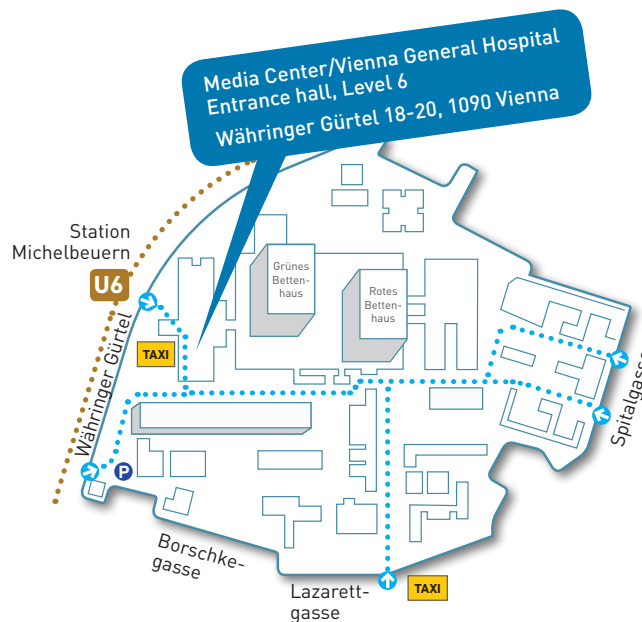 Media Center/Vienna General Hospital
Entrance hall, Level 6
Währinger Gürtel 18-20, 1090 Vienna
Station
Michelbeuern
U6
Grünes
Betten-
haus
Rotes
Betten-
haus
TAXI
Währinger Gürtel
Spitalgasse
P
Borschke-
gasse
Lazarett-
gasse
TAXI